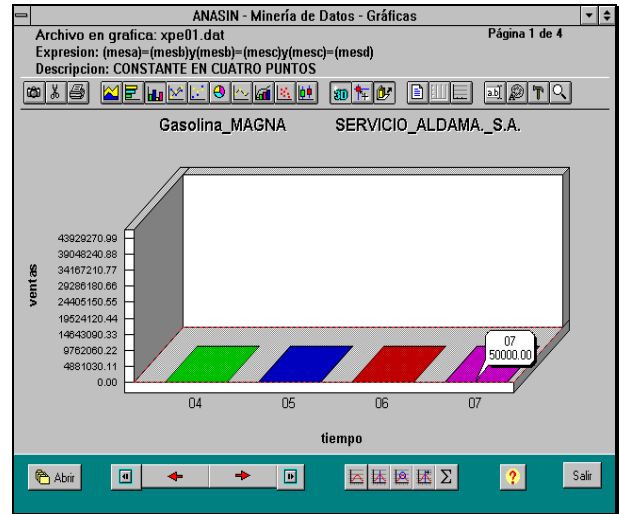 ANASIN - Minería de Datos - Gráficas
Archivo en grafica: xpe01.dat
Página 1 de 4
Expresion: (mesa)=(mesb)y(mesb)=(mesc)y(mesc)=(mesd)
Descripcion: CONSTANTE EN CUATRO PUNTOS
3D
ab
Gasolina_MAGNA SERVICIO_ALDAMA._S.A.
ventas
43929270.99
39048240.88
34167210.77
29286180.66
24405150.55
19524120.44
14643090.33
9762060.22
4881030.11
0.00
07
50000.00
04 05 06 07
tiempo
Abrir
Σ
?
Salir